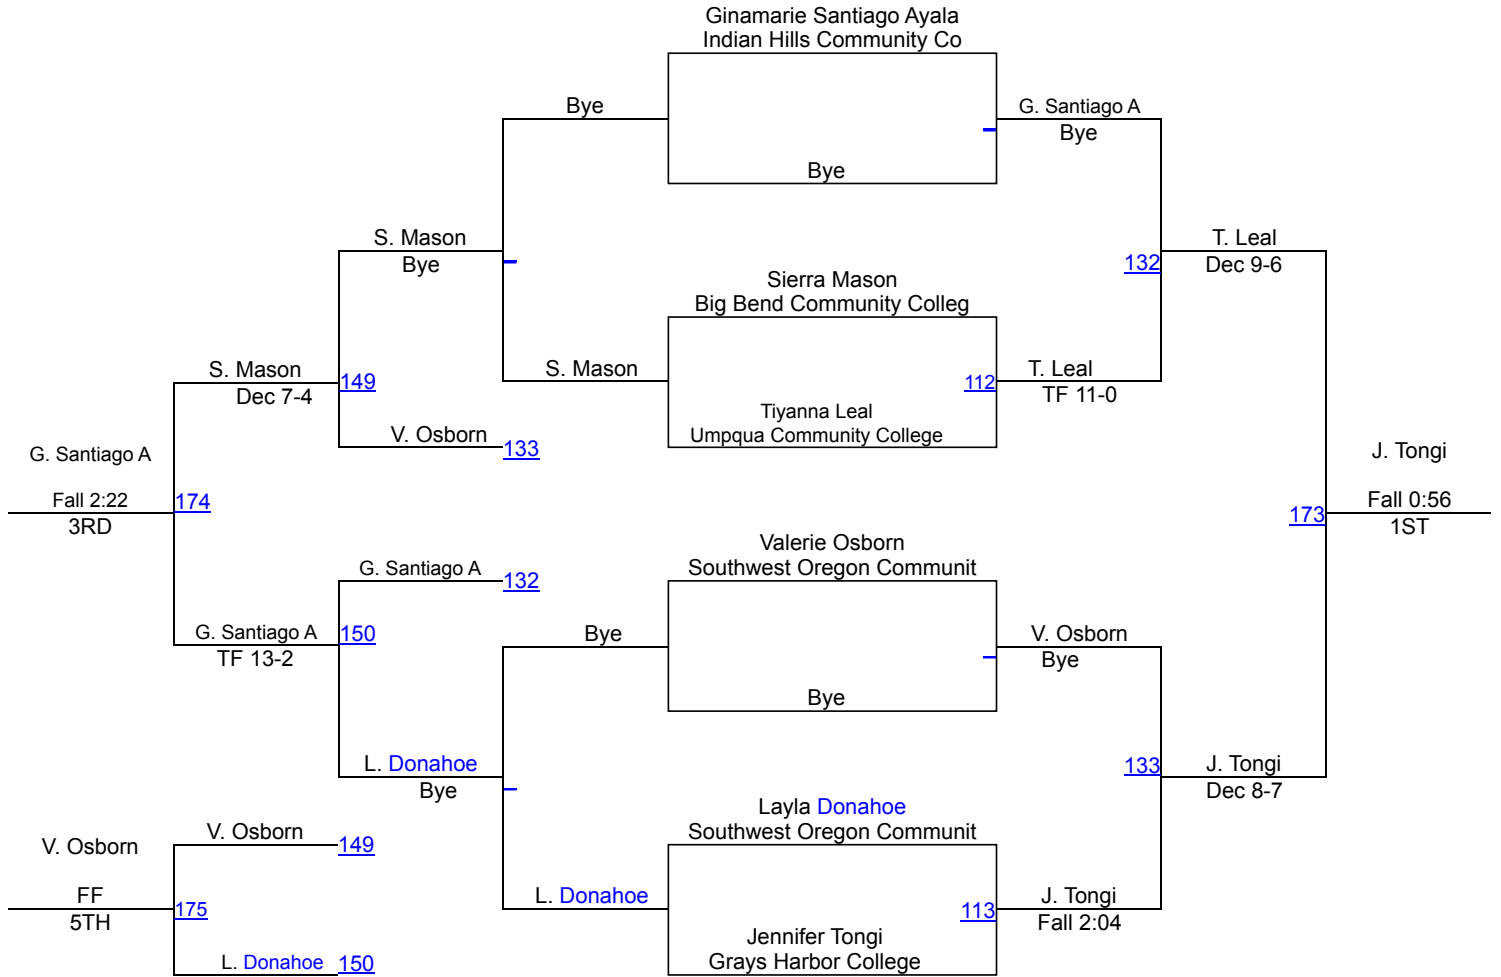 Ginamarie Santiago Ayala
Indian Hills Community Co
Bye
G. Santiago A
Bye
Bye
S. Mason
Bye
T. Leal
132
Dec 9-6
Sierra Mason
Big Bend Community Colleg
S. Mason
149
Dec 7-4
S. Mason
112
T. Leal
TF 11-0
Tiyanna Leal
Umpqua Community College
V. Osborn
133
G. Santiago A
J. Tongi
Fall 2:22
174
3RD
173
Fall 0:56
1ST
Valerie Osborn
Southwest Oregon Communit
G. Santiago A
132
G. Santiago A
150
TF 13-2
Bye
V. Osborn
Bye
Bye
L. Donahoe
Bye
133
J. Tongi
Dec 8-7
Layla Donahoe
Southwest Oregon Communit
V. Osborn
V. Osborn
149
FF
175
5TH
L. Donahoe
113
J. Tongi
Fall 2:04
Jennifer Tongi
Grays Harbor College
L. Donahoe
150